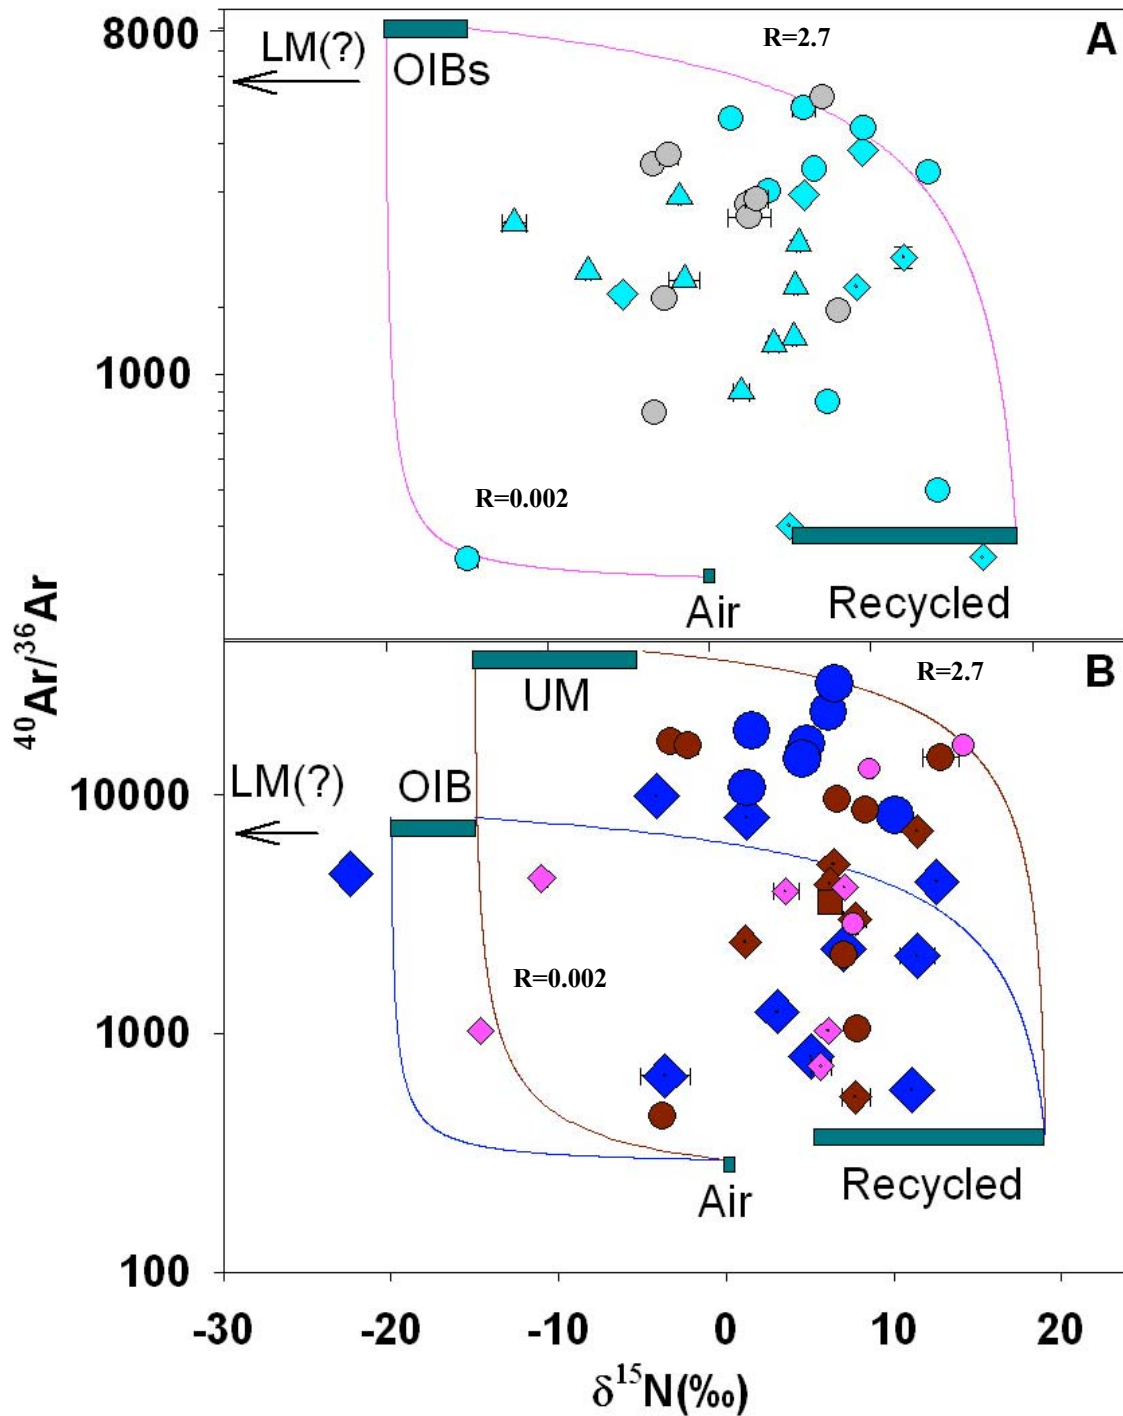 8000
LM(?)
OIBs
R=2.7
A
1000
R=0.002
Air
Recycled
⁴⁰Ar/³⁶Ar
B
UM
R=2.7
LM(?)
OIB
10000
R=0.002
1000
Air
Recycled
100
-30 -20 -10 0 10 20
δ¹⁵N(‰)